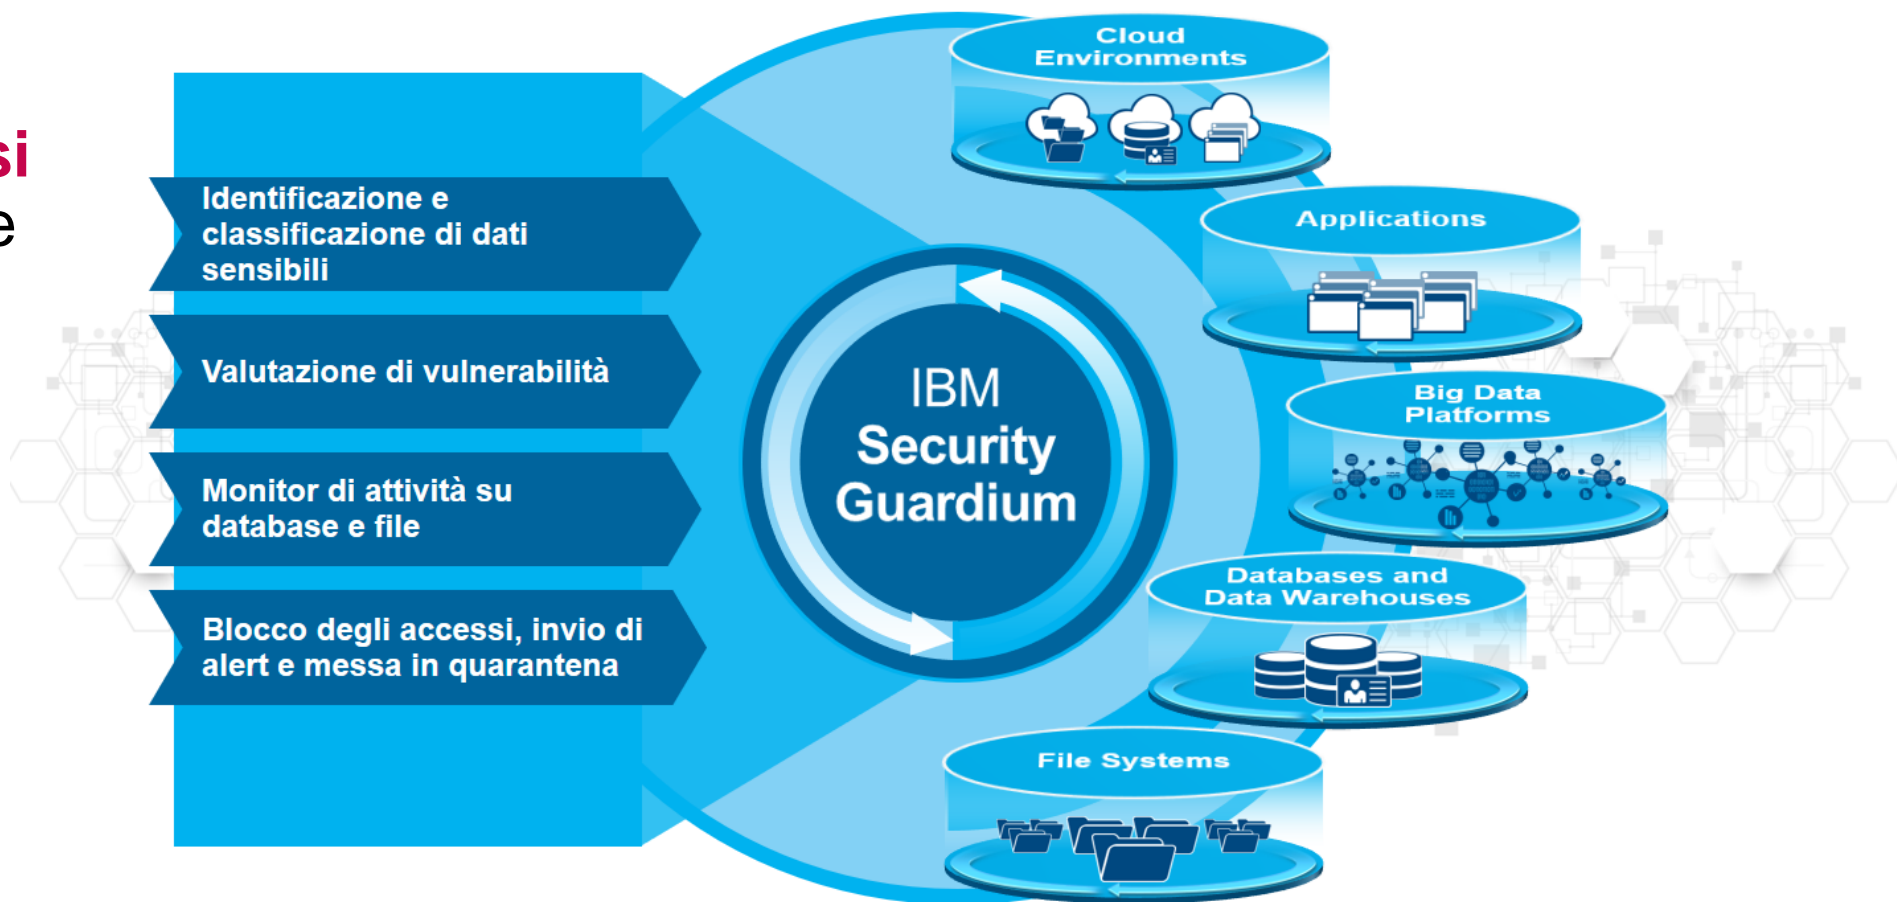 si
e
Identificazione e
classificazione di dati
sensibili
Valutazione di vulnerabilità
Monitor di attività su
database e file
Blocco degli accessi, invio di
alert e messa in quarantena
IBM
Security
Guardium
Cloud
Environments
Applications
Big Data
Platforms
Databases and
Data Warehouses
File Systems